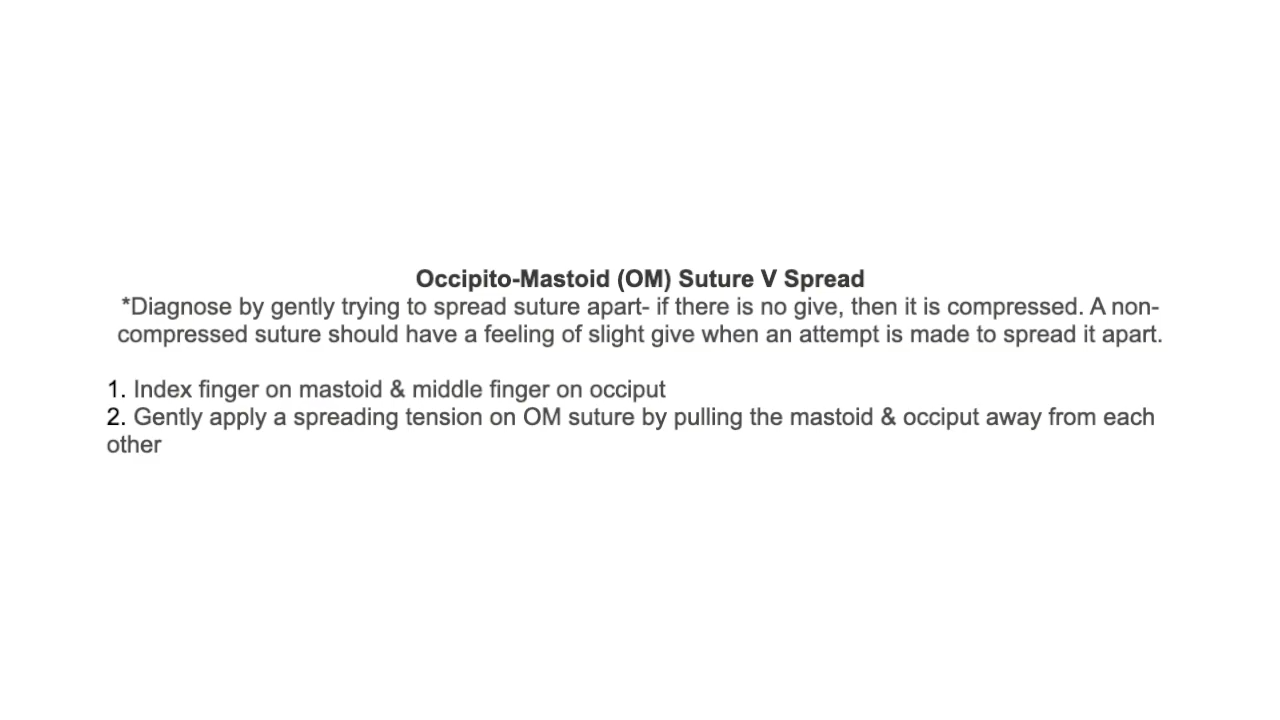 Occipito-Mastoid (OM) Suture V Spread
*Diagnose by gently trying to spread suture apart- if there is no give, then it is compressed. A non-
compressed suture should have a feeling of slight give when an attempt is made to spread it apart.
1. Index finger on mastoid & middle finger on occiput
2. Gently apply a spreading tension on OM suture by pulling the mastoid & occiput away from each
other